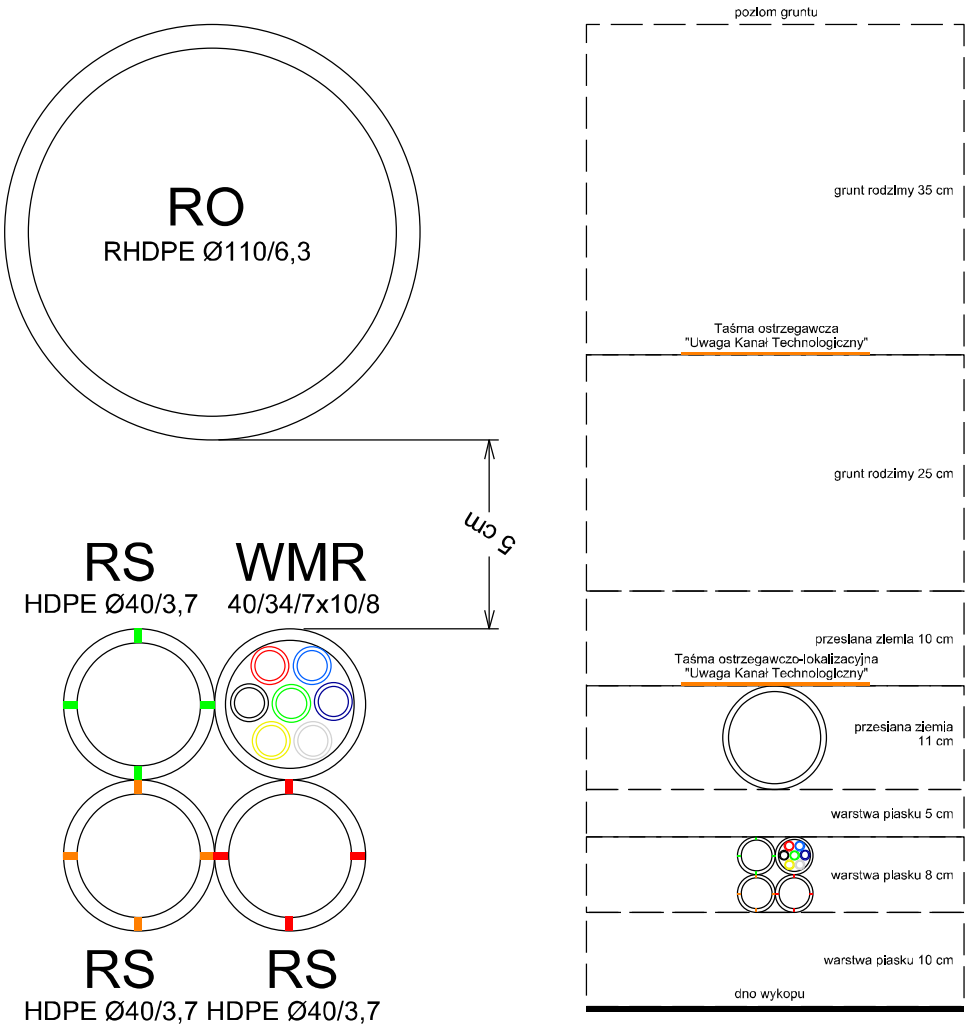 RO
RHDPE Ø110/6,3
5 cm
RS
HDPE Ø40/3,7
WMR
40/34/7x10/8
RS
HDPE Ø40/3,7
RS
HDPE Ø40/3,7
poziom gruntu
grunt rodzimy 35 cm
Taśma ostrzegawcza
"Uwaga Kanał Technologiczny"
grunt rodzimy 25 cm
przesiana ziemia 10 cm
Taśma ostrzegawczo-lokalizacyjna
"Uwaga Kanał Technologiczny"
przesiana ziemia
11 cm
warstwa piasku 5 cm
warstwa piasku 8 cm
warstwa piasku 10 cm
dno wykopu